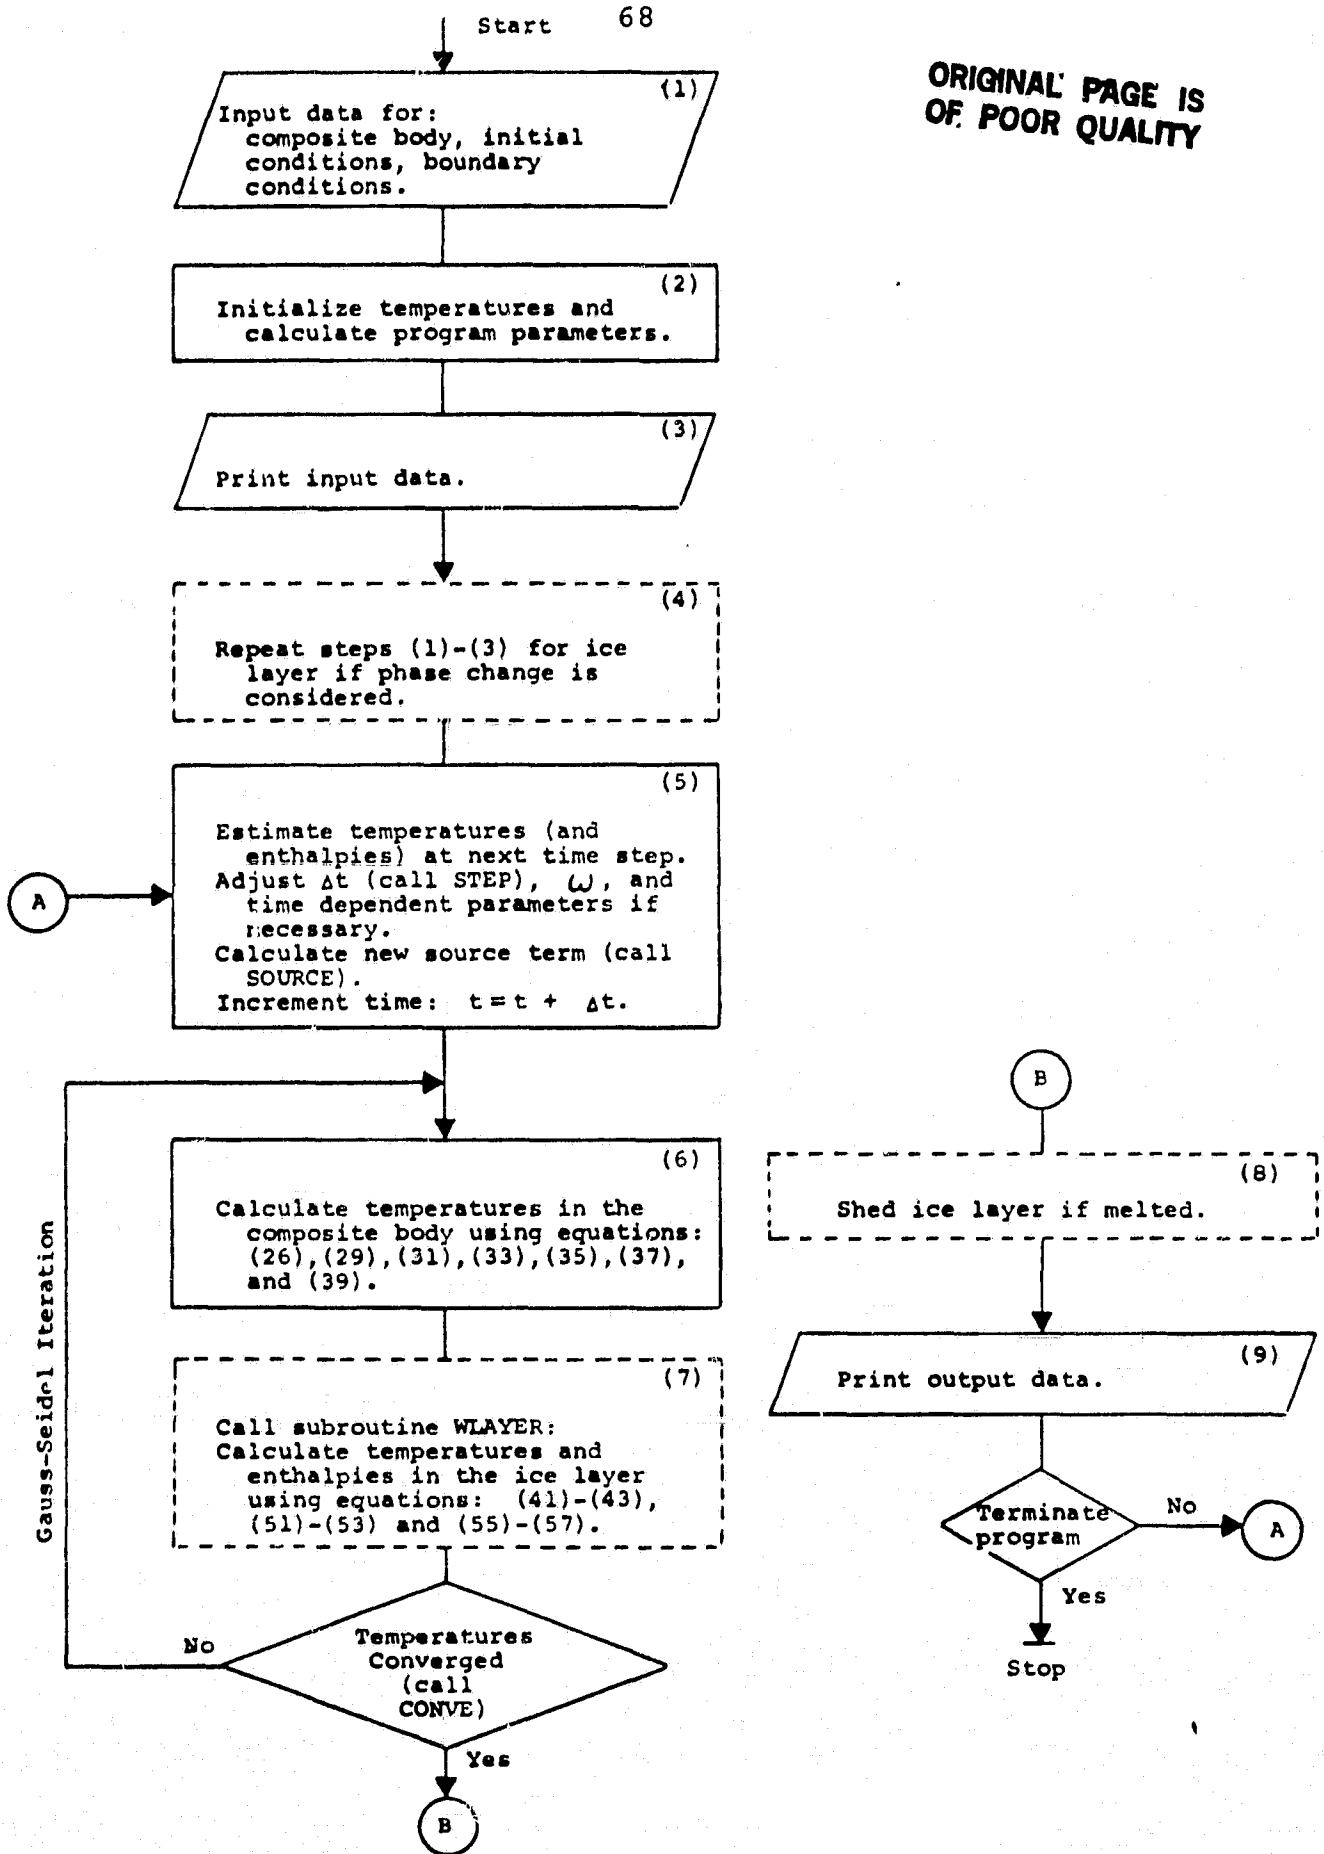 68
Start
ORIGINAL PAGE IS
OF POOR QUALITY
(1)
Input data for:
composite body, initial
conditions, boundary
conditions.
(2)
Initialize temperatures and
calculate program parameters.
(3)
Print input data.
(4)
Repeat steps (1)-(3) for ice
layer if phase change is
considered.
(5)
Estimate temperatures (and
enthalpies) at next time step.
Adjust Δt (call STEP), ω, and
time dependent parameters if
necessary.
Calculate new source term (call
SOURCE).
Increment time: t = t + Δt.
A
(6)
Calculate temperatures in the
composite body using equations:
(26),(29),(31),(33),(35),(37),
and (39).
Gauss-Seidel Iteration
(7)
Call subroutine WLAYER:
Calculate temperatures and
enthalpies in the ice layer
using equations: (41)-(43),
(51)-(53) and (55)-(57).
No
Temperatures
Converged
(call
CONVE)
Yes
B
B
(8)
Shed ice layer if melted.
(9)
Print output data.
Terminate
program
No
A
Yes
Stop